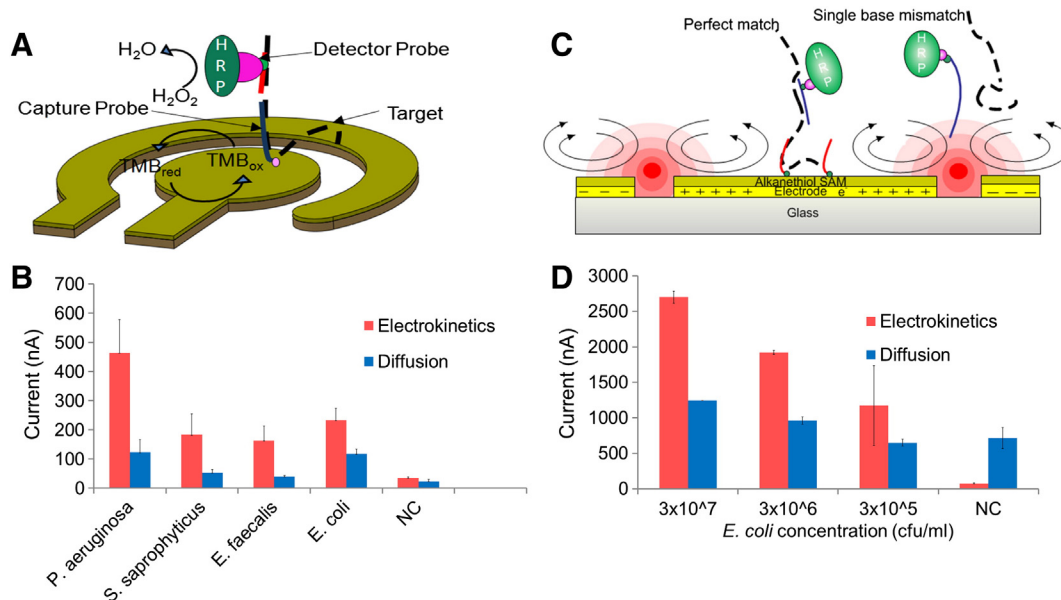 A
H₂O
H₂O₂
H
R
P
Detector Probe
Capture Probe
Target
TMBred
TMBox
B
Current (nA)
700
600
500
400
300
200
100
0
Electrokinetics
Diffusion
P. aeruginosa
S. saprophyticus
E. faecalis
E. coli
NC
C
Perfect match
Single base mismatch
H
R
P
H
R
P
Alkanethiol SAM
− − −
+ + + + +
Electrode e
+ + + +
− − −
Glass
D
Current (nA)
3000
2500
2000
1500
1000
500
0
Electrokinetics
Diffusion
3x10^7
3x10^6
3x10^5
NC
E. coli concentration (cfu/ml)